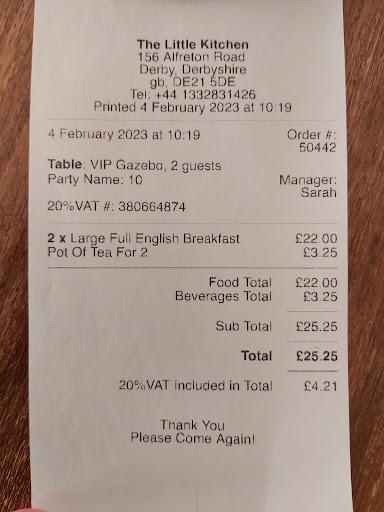 The Little Kitchen
156 Alfreton Road
Derby, Derbyshire
gb, DE21 5DE
Tel: +44 1332831426
Printed 4 February 2023 at 10:19
4 February 2023 at 10:19 Order #:
50442
Table: VIP Gazebo, 2 guests
Party Name: 10 Manager:
Sarah
20%VAT #: 380664874
2 x Large Full English Breakfast £22.00
Pot Of Tea For 2 £3.25
Food Total £22.00
Beverages Total £3.25
Sub Total £25.25
Total £25.25
20%VAT Included in Total £4.21
Thank You
Please Come Again!